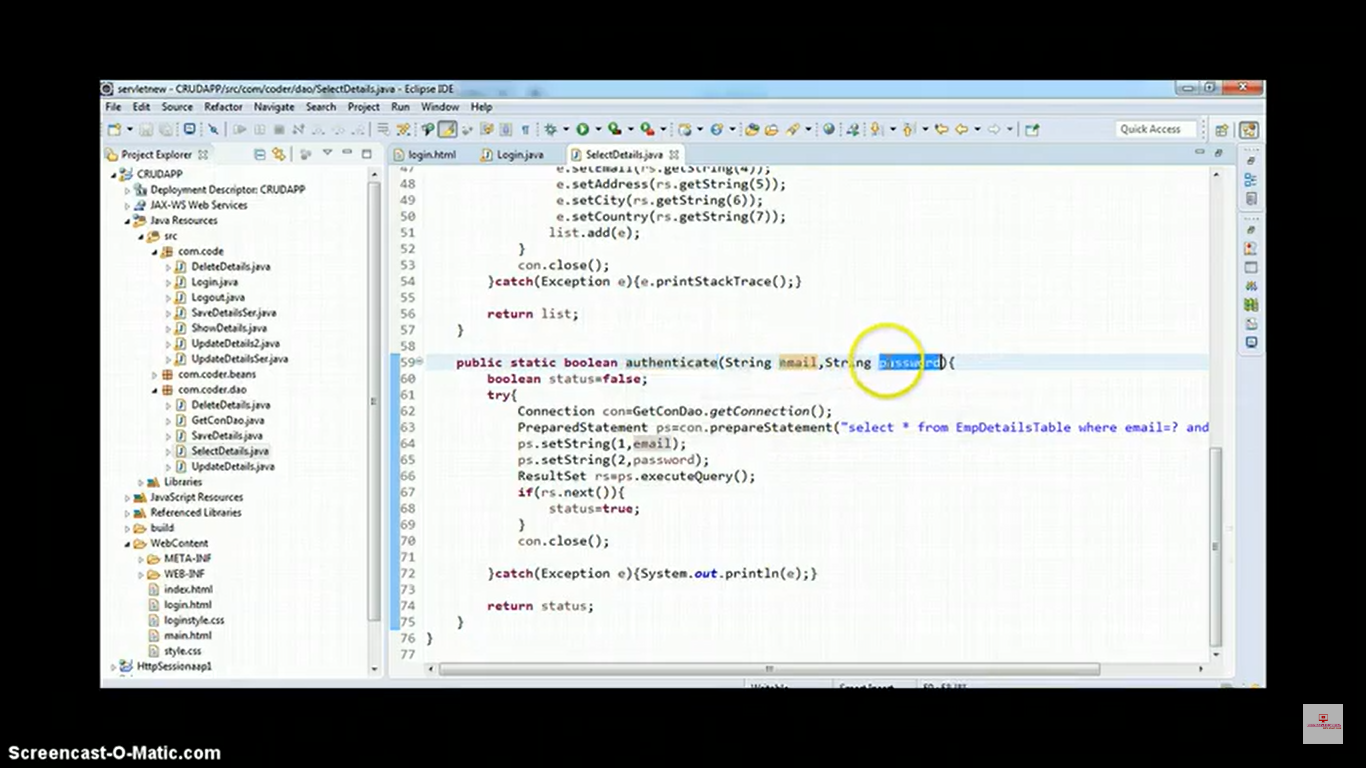 servletnew - CRUDAPP/src/com/coder/dao/SelectDetails.java - Eclipse IDE
File Edit Source Refactor Navigate Search Project Run Window Help
Quick Access
Project Explorer
login.html Login.java SelectDetails.java
CRUDAPP
Deployment Descriptor: CRUDAPP
JAX-WS Web Services
Java Resources
src
com.code
DeleteDetails.java
Login.java
Logout.java
SaveDetailsSer.java
ShowDetails.java
UpdateDetails2.java
UpdateDetailsSer.java
com.coder.beans
com.coder.dao
DeleteDetails.java
GetConDao.java
SaveDetails.java
SelectDetails.java
UpdateDetails.java
Libraries
JavaScript Resources
Referenced Libraries
build
WebContent
META-INF
WEB-INF
index.html
login.html
loginstyle.css
main.html
style.css
HttpSessionaap1
47 e.setEmail(rs.getString(4));
48 e.setAddress(rs.getString(5));
49 e.setCity(rs.getString(6));
50 e.setCountry(rs.getString(7));
51 list.add(e);
52 }
53 con.close();
54 }catch(Exception e){e.printStackTrace();}
55
56 return list;
57 }
58
59 public static boolean authenticate(String email,String password){
60 boolean status=false;
61 try{
62 Connection con=GetConDao.getConnection();
63 PreparedStatement ps=con.prepareStatement("select * from EmpDetailsTable where email=? and
64 ps.setString(1,email);
65 ps.setString(2,password);
66 ResultSet rs=ps.executeQuery();
67 if(rs.next()){
68 status=true;
69 }
70 con.close();
71
72 }catch(Exception e){System.out.println(e);}
73
74 return status;
75 }
76 }
77
Screencast-O-Matic.com